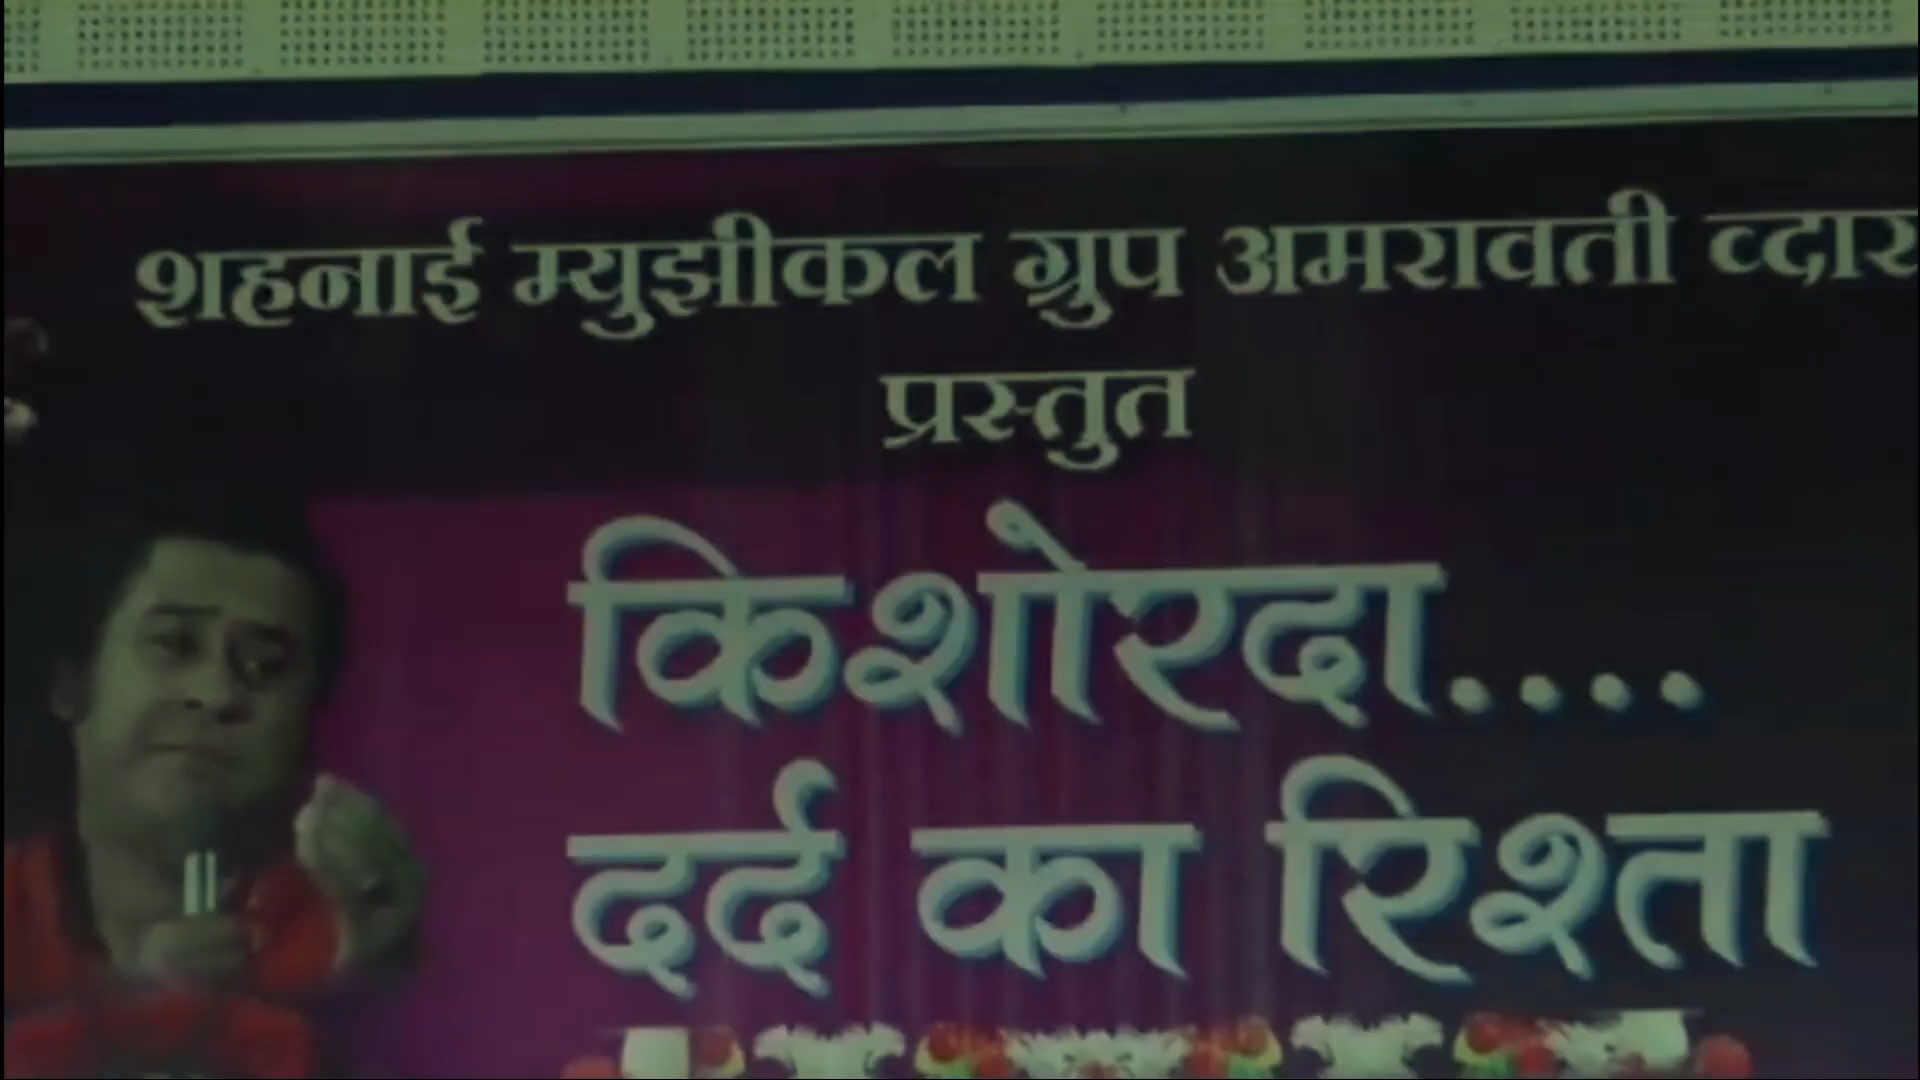 शहनाई म्युझीकल ग्रुप अमरावती व्दार
प्रस्तुत
किशोरदा....
दर्द का रिश्ता